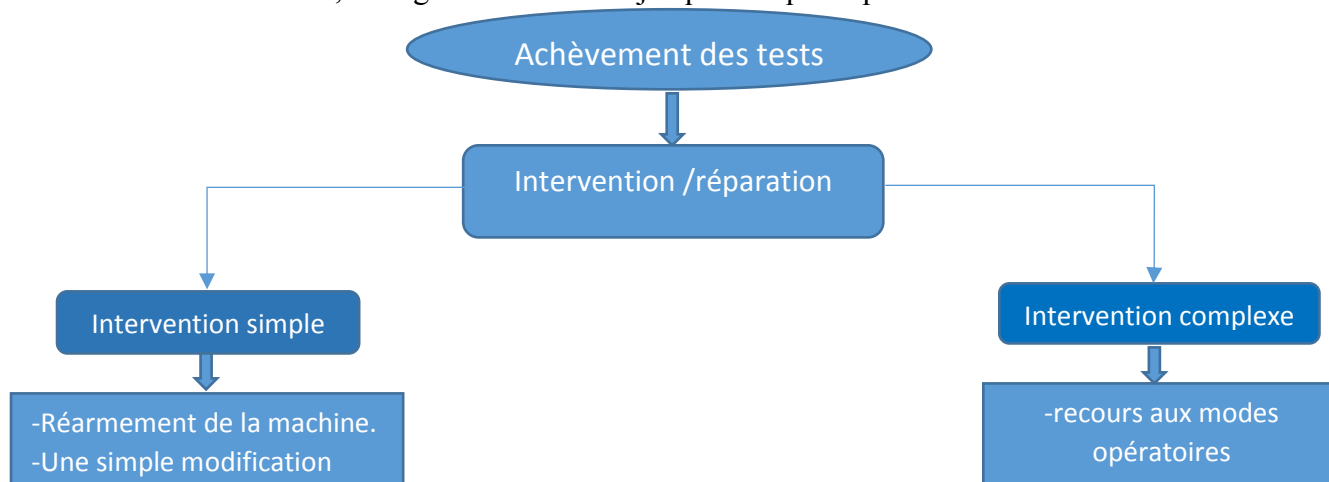 Achèvement des tests
Intervention /réparation
Intervention simple
Intervention complexe
-Réarmement de la machine.
-Une simple modification
-recours aux modes
opératoires